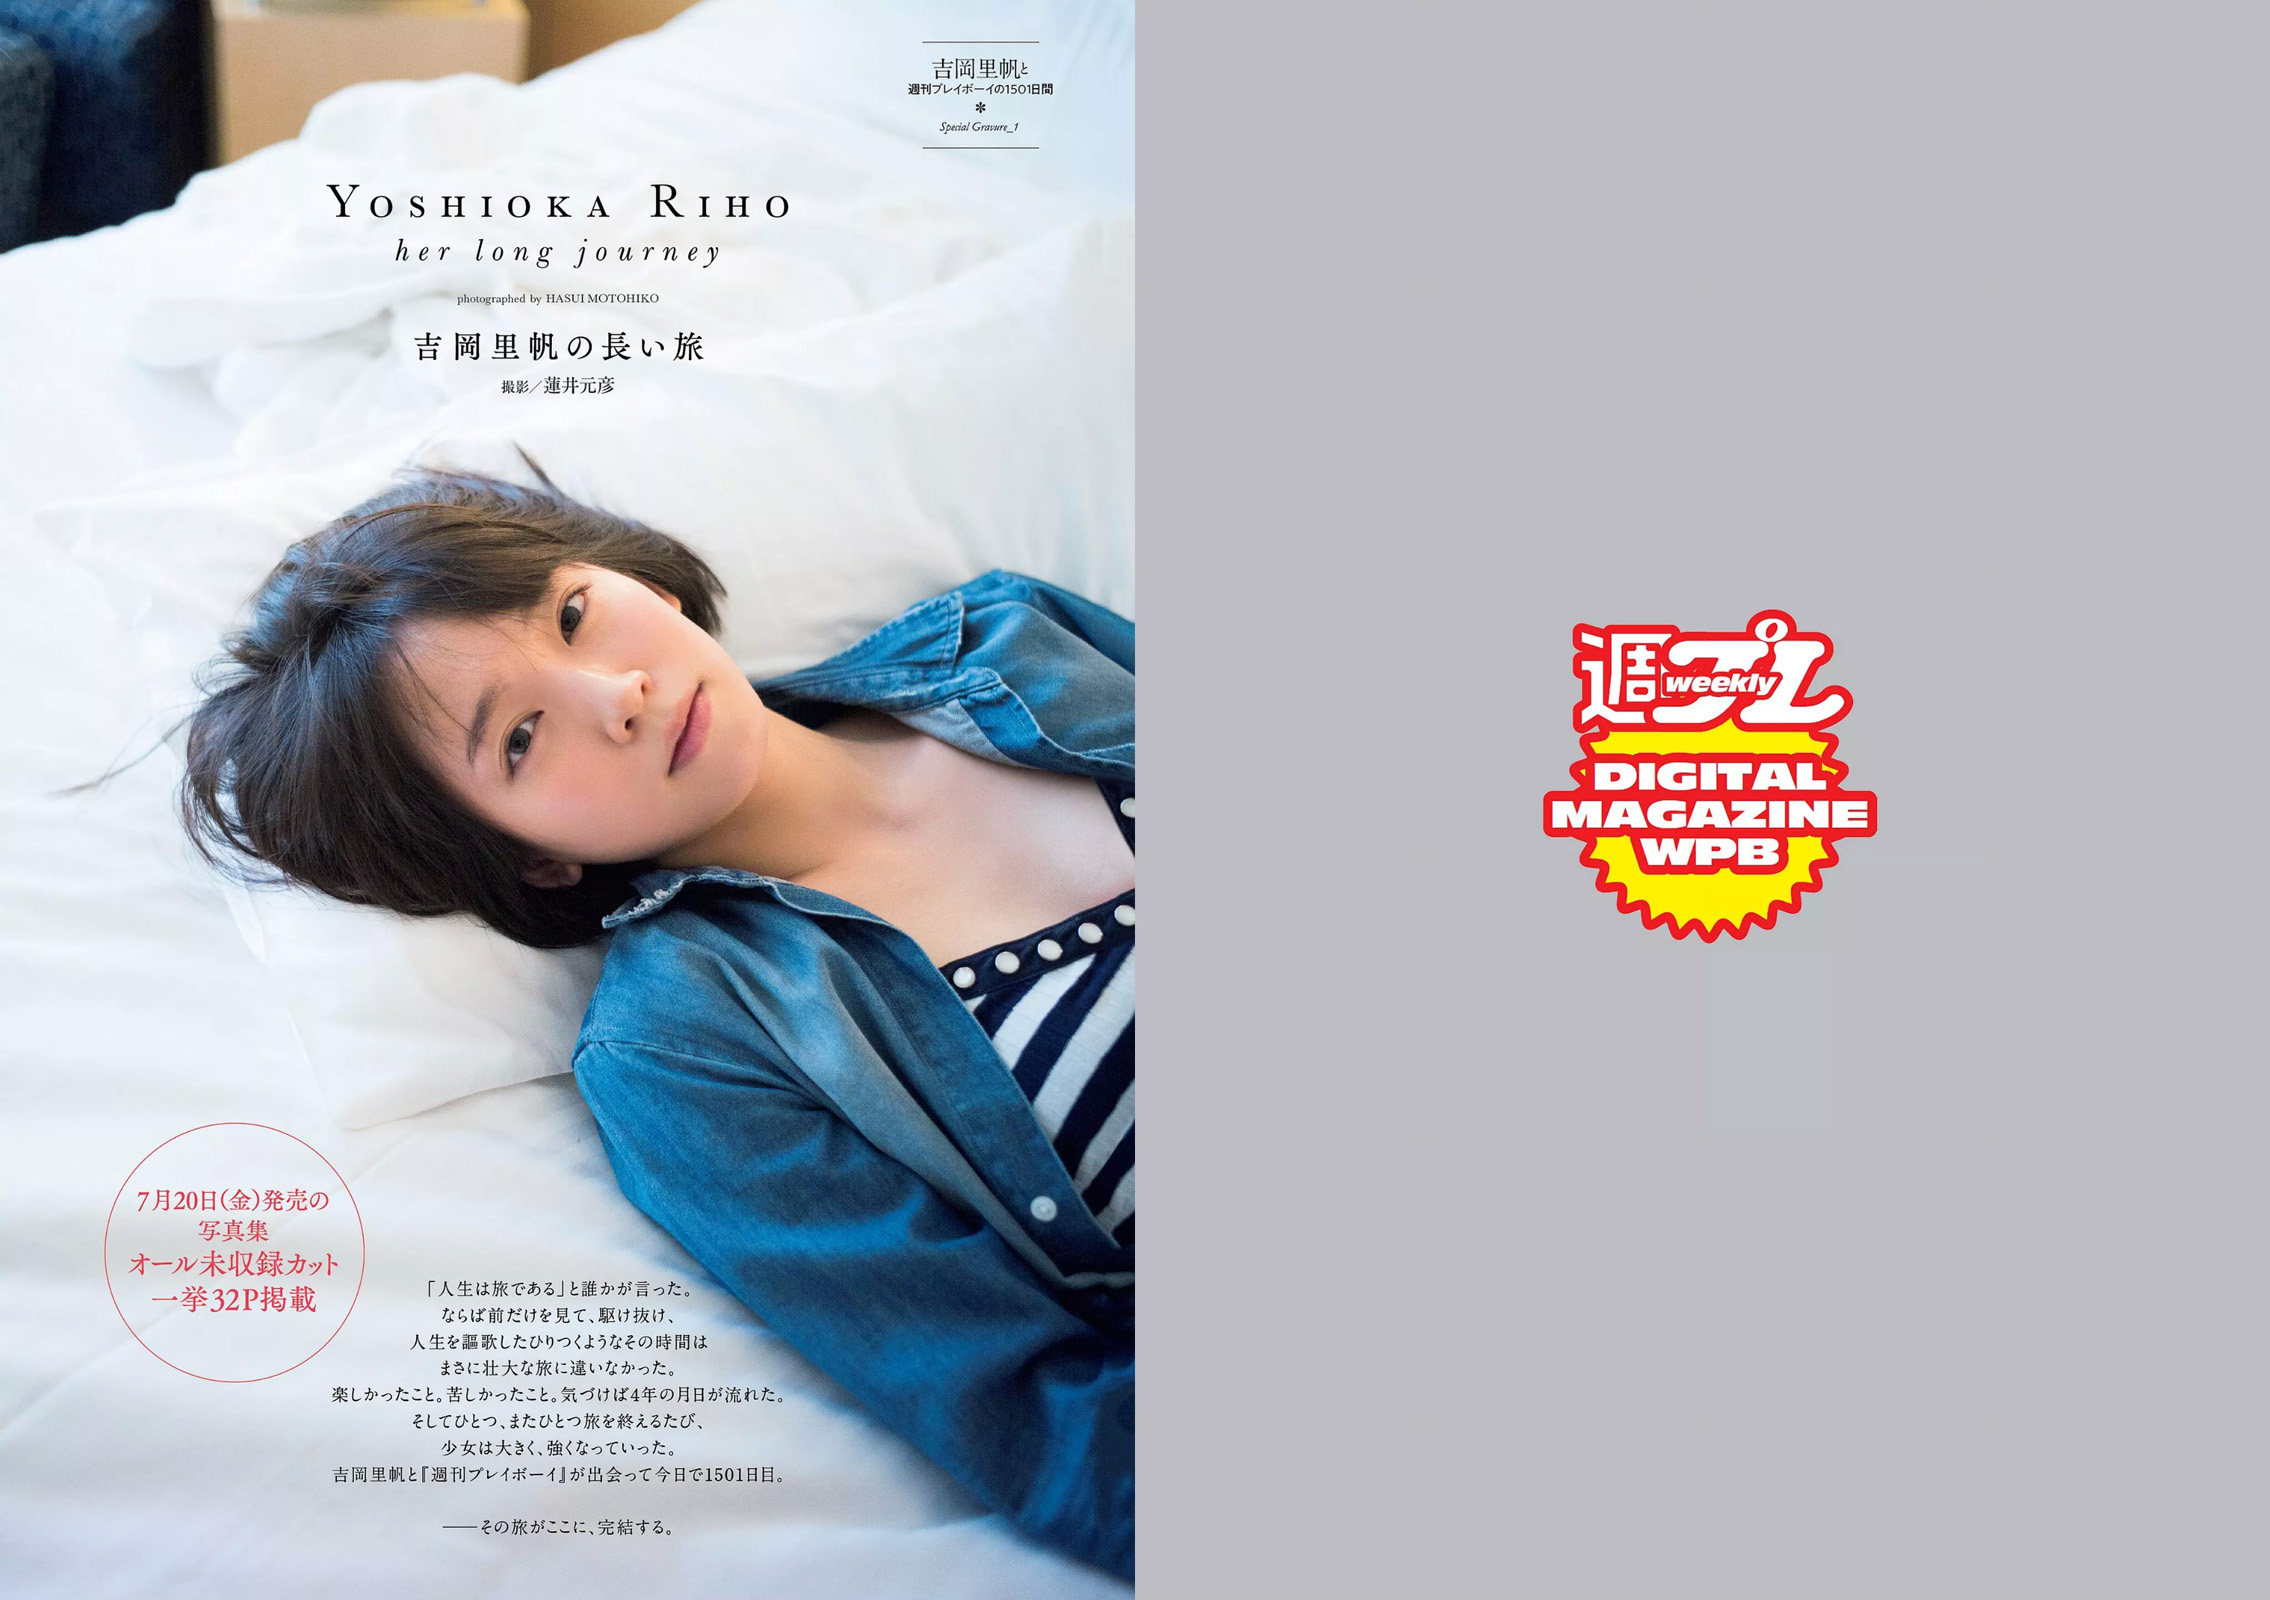 吉岡里帆と
週刊プレイボーイの1501日間
✽
Special Gravure_1
YOSHIOKA RIHO
her long journey
photographed by HASUI MOTOHIKO
吉岡里帆の長い旅
撮影／蓮井元彦
7月20日(金)発売の
写真集
オール未収録カット
一挙32P掲載
「人生は旅である」と誰かが言った。
ならば前だけを見て、駆け抜け、
人生を謳歌したひりつくようなその時間は
まさに壮大な旅に違いなかった。
楽しかったこと。苦しかったこと。気づけば4年の月日が流れた。
そしてひとつ、またひとつ旅を終えるたび、
少女は大きく、強くなっていった。
吉岡里帆と『週刊プレイボーイ』が出会って今日で1501日目。
――その旅がここに、完結する。
週プレ
weekly
DIGITAL
MAGAZINE
WPB